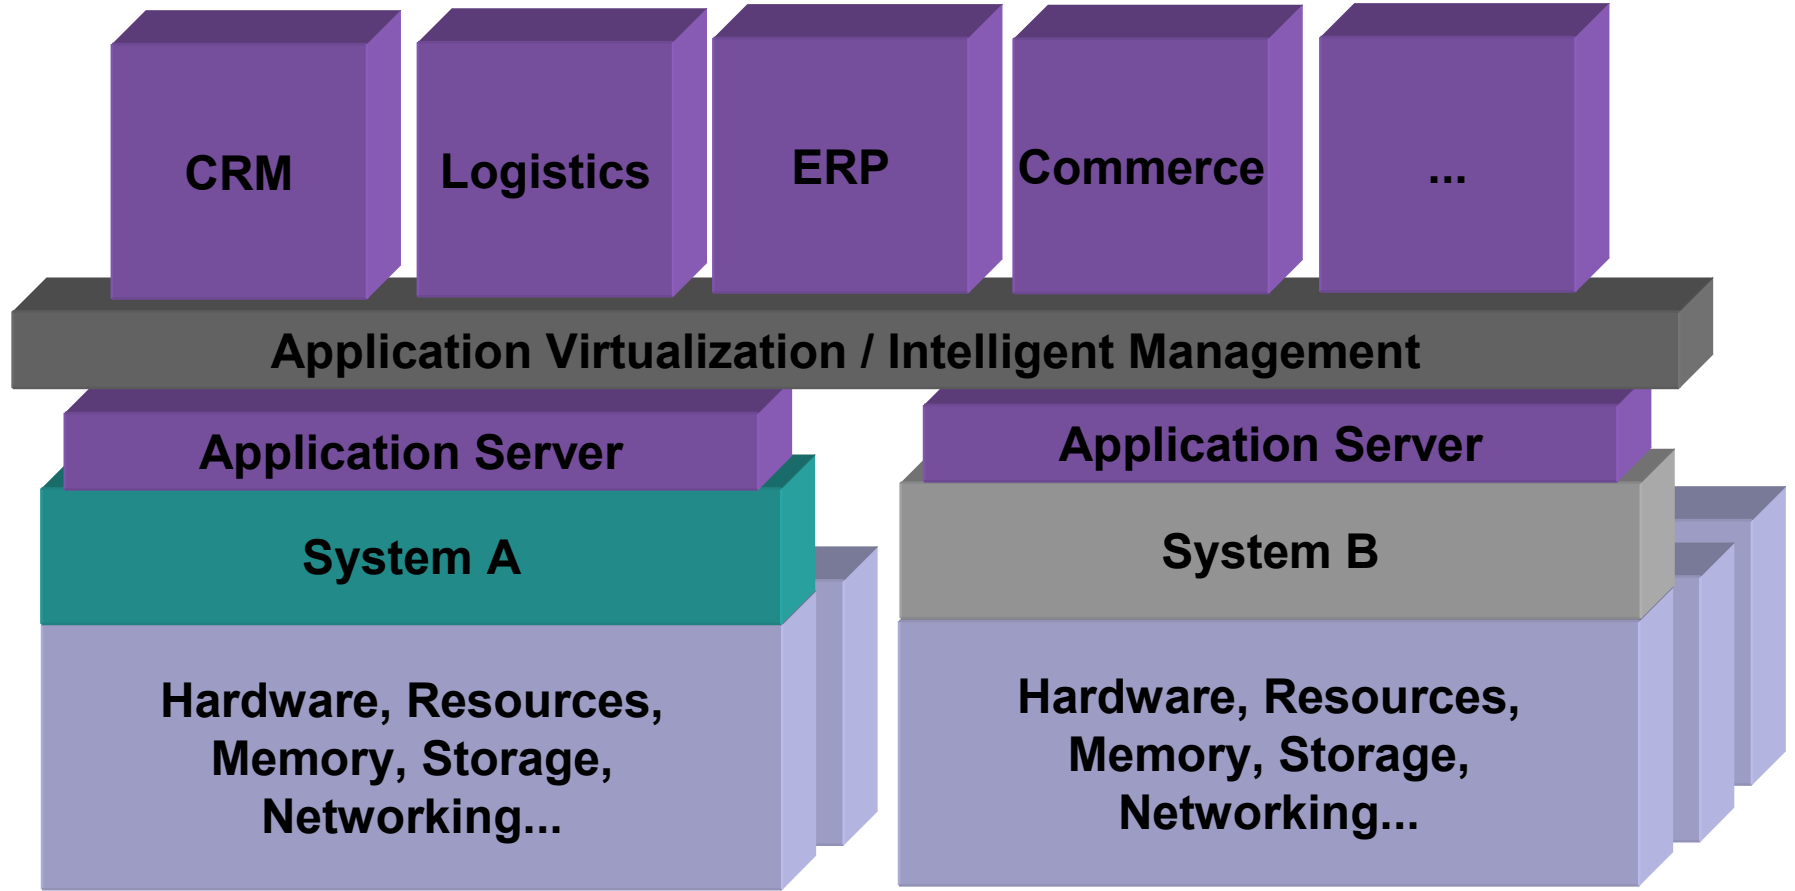 CRM
Logistics
ERP
Commerce
...
Application Virtualization / Intelligent Management
Application Server
System A
Hardware, Resources,
Memory, Storage,
Networking...
Application Server
System B
Hardware, Resources,
Memory, Storage,
Networking...